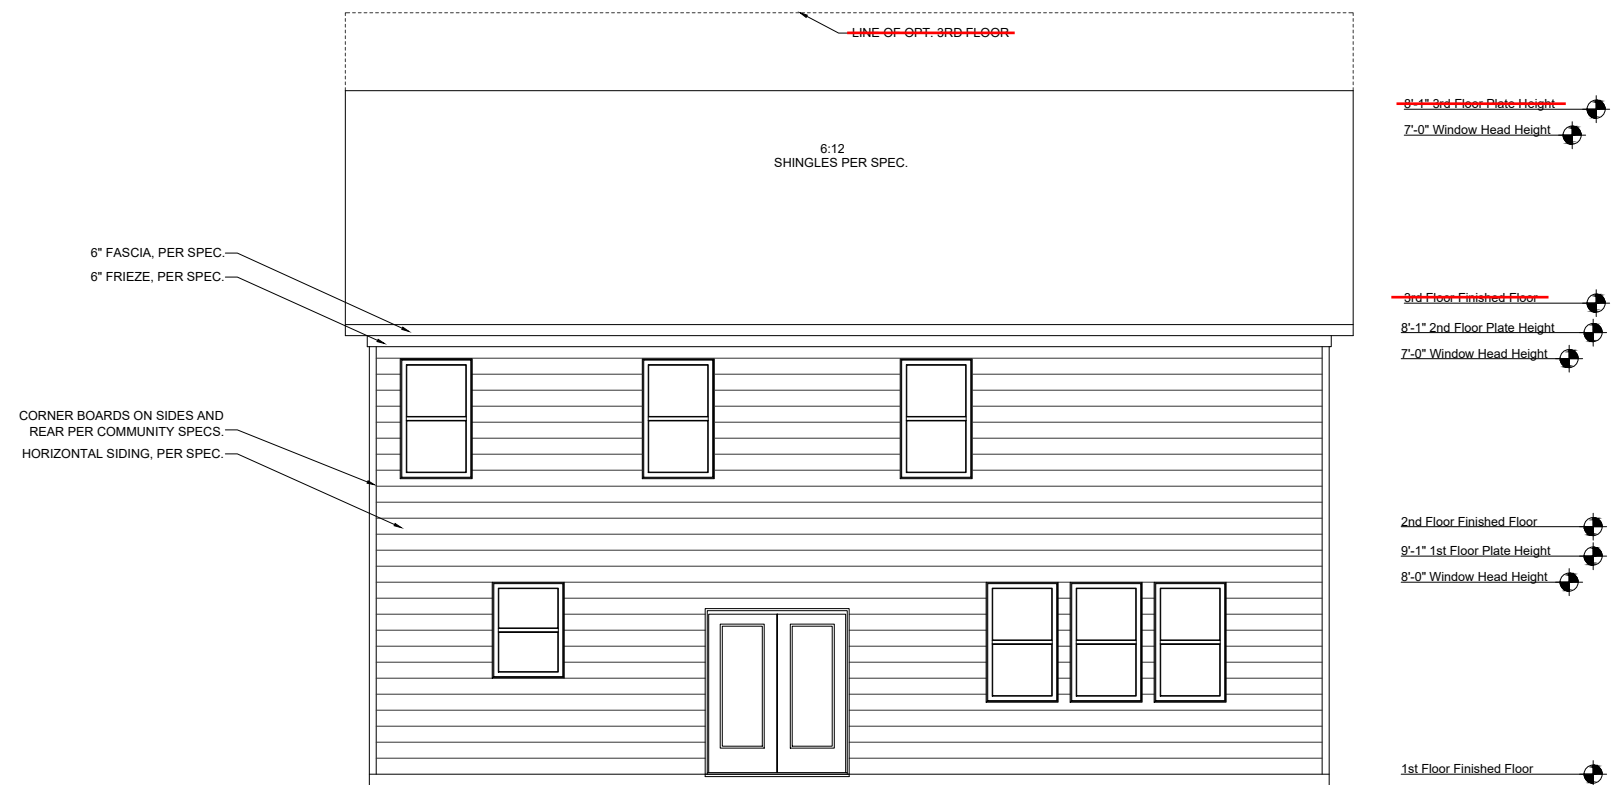 LINE OF OPT. 3RD FLOOR
8'-1" 3rd Floor Plate Height
7'-0" Window Head Height
6:12
SHINGLES PER SPEC.
6" FASCIA, PER SPEC.
6" FRIEZE, PER SPEC.
3rd Floor Finished Floor
8'-1" 2nd Floor Plate Height
7'-0" Window Head Height
CORNER BOARDS ON SIDES AND
REAR PER COMMUNITY SPECS.
HORIZONTAL SIDING, PER SPEC.
2nd Floor Finished Floor
9'-1" 1st Floor Plate Height
8'-0" Window Head Height
1st Floor Finished Floor